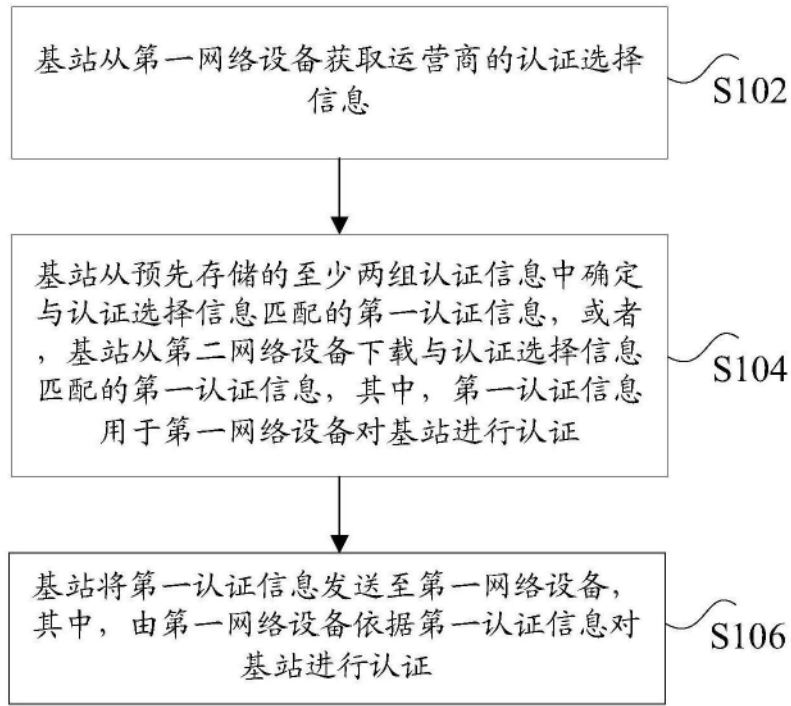 基站从第一网络设备获取运营商的认证选择
信息
S102
基站从预先存储的至少两组认证信息中确定
与认证选择信息匹配的第一认证信息，或者
，基站从第二网络设备下载与认证选择信息
匹配的第一认证信息，其中，第一认证信息
用于第一网络设备对基站进行认证
S104
基站将第一认证信息发送至第一网络设备，
其中，由第一网络设备依据第一认证信息对
基站进行认证
S106